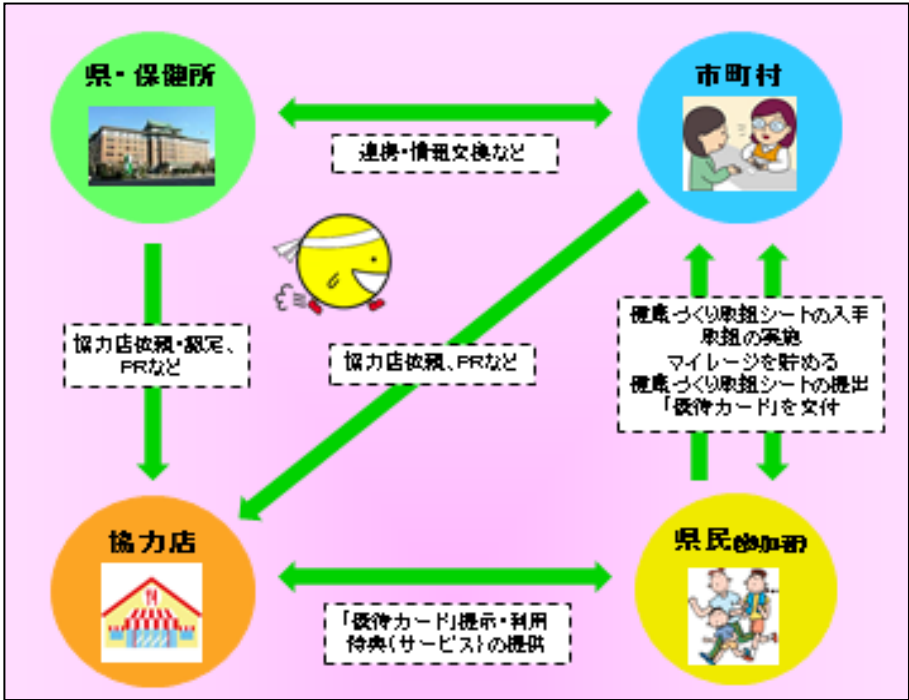 県・保健所
市町村
連携・情報交換など
協力店依頼・認定、
PRなど
協力店依頼、PRなど
健康づくり取組シートの入手
取組の実施
マイレージを貯める
健康づくり取組シートの提出
「優待カード」を交付
協力店
県民(参加者)
「優待カード」提示・利用
特典(サービス)の提供